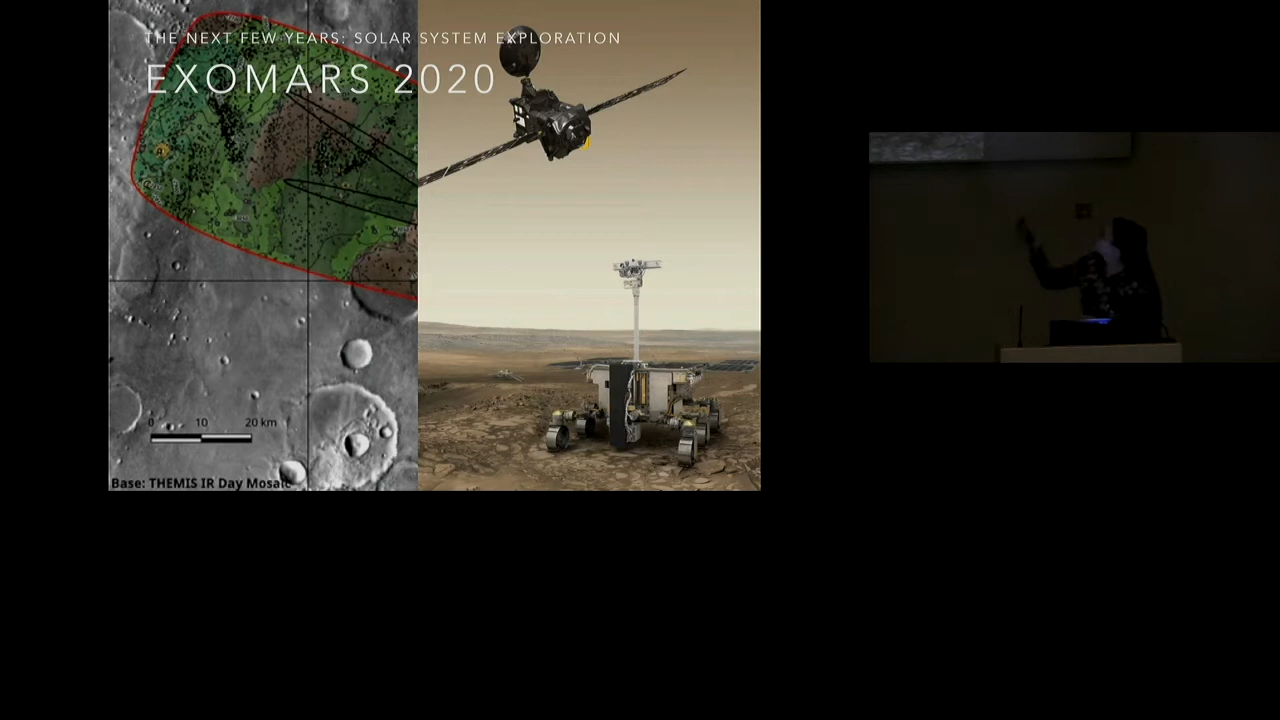 THE NEXT FEW YEARS: SOLAR SYSTEM EXPLORATION
EXOMARS 2020
0 10 20 km
Base: THEMIS IR Day Mosaic